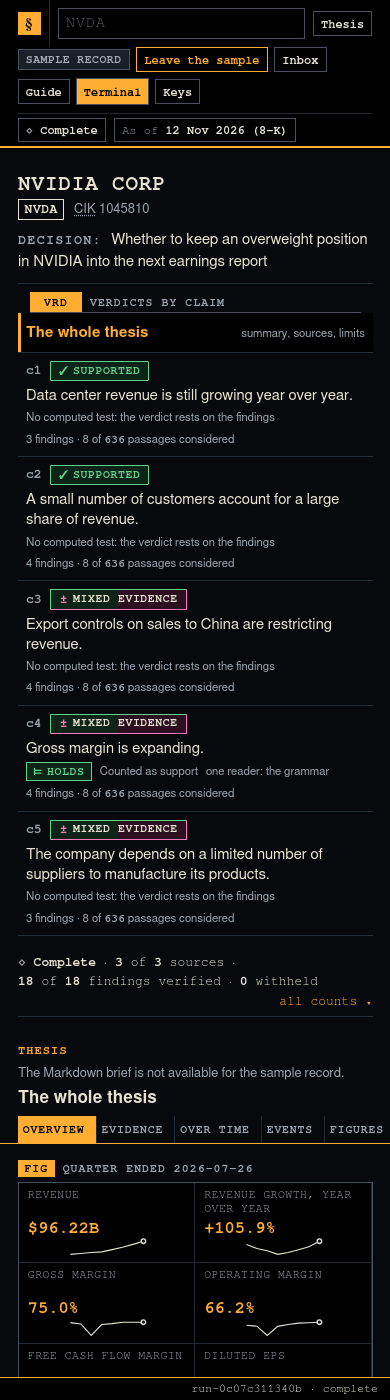 §
NVDA
Thesis
SAMPLE RECORD
Leave the sample
Inbox
Guide
Terminal
Keys
◇ Complete
As of 12 Nov 2026 (8-K)
NVIDIA CORP
NVDA
CIK 1045810
DECISION: Whether to keep an overweight position
in NVIDIA into the next earnings report
VRD VERDICTS BY CLAIM
The whole thesis
summary, sources, limits
c1 ✓ SUPPORTED
Data center revenue is still growing year over year.
No computed test: the verdict rests on the findings
3 findings · 8 of 636 passages considered
c2 ✓ SUPPORTED
A small number of customers account for a large
share of revenue.
No computed test: the verdict rests on the findings
4 findings · 8 of 636 passages considered
c3 ± MIXED EVIDENCE
Export controls on sales to China are restricting
revenue.
No computed test: the verdict rests on the findings
4 findings · 8 of 636 passages considered
c4 ± MIXED EVIDENCE
Gross margin is expanding.
⊨ HOLDS Counted as support one reader: the grammar
4 findings · 8 of 636 passages considered
c5 ± MIXED EVIDENCE
The company depends on a limited number of
suppliers to manufacture its products.
No computed test: the verdict rests on the findings
3 findings · 8 of 636 passages considered
◇ Complete · 3 of 3 sources ·
18 of 18 findings verified · 0 withheld
all counts ▾
THESIS
The Markdown brief is not available for the sample record.
The whole thesis
OVERVIEW EVIDENCE OVER TIME EVENTS FIGURES
FIG QUARTER ENDED 2026-07-26
REVENUE
$96.22B
REVENUE GROWTH, YEAR
OVER YEAR
+105.9%
GROSS MARGIN
75.0%
OPERATING MARGIN
66.2%
FREE CASH FLOW MARGIN
DILUTED EPS
run-0c07c311340b · complete